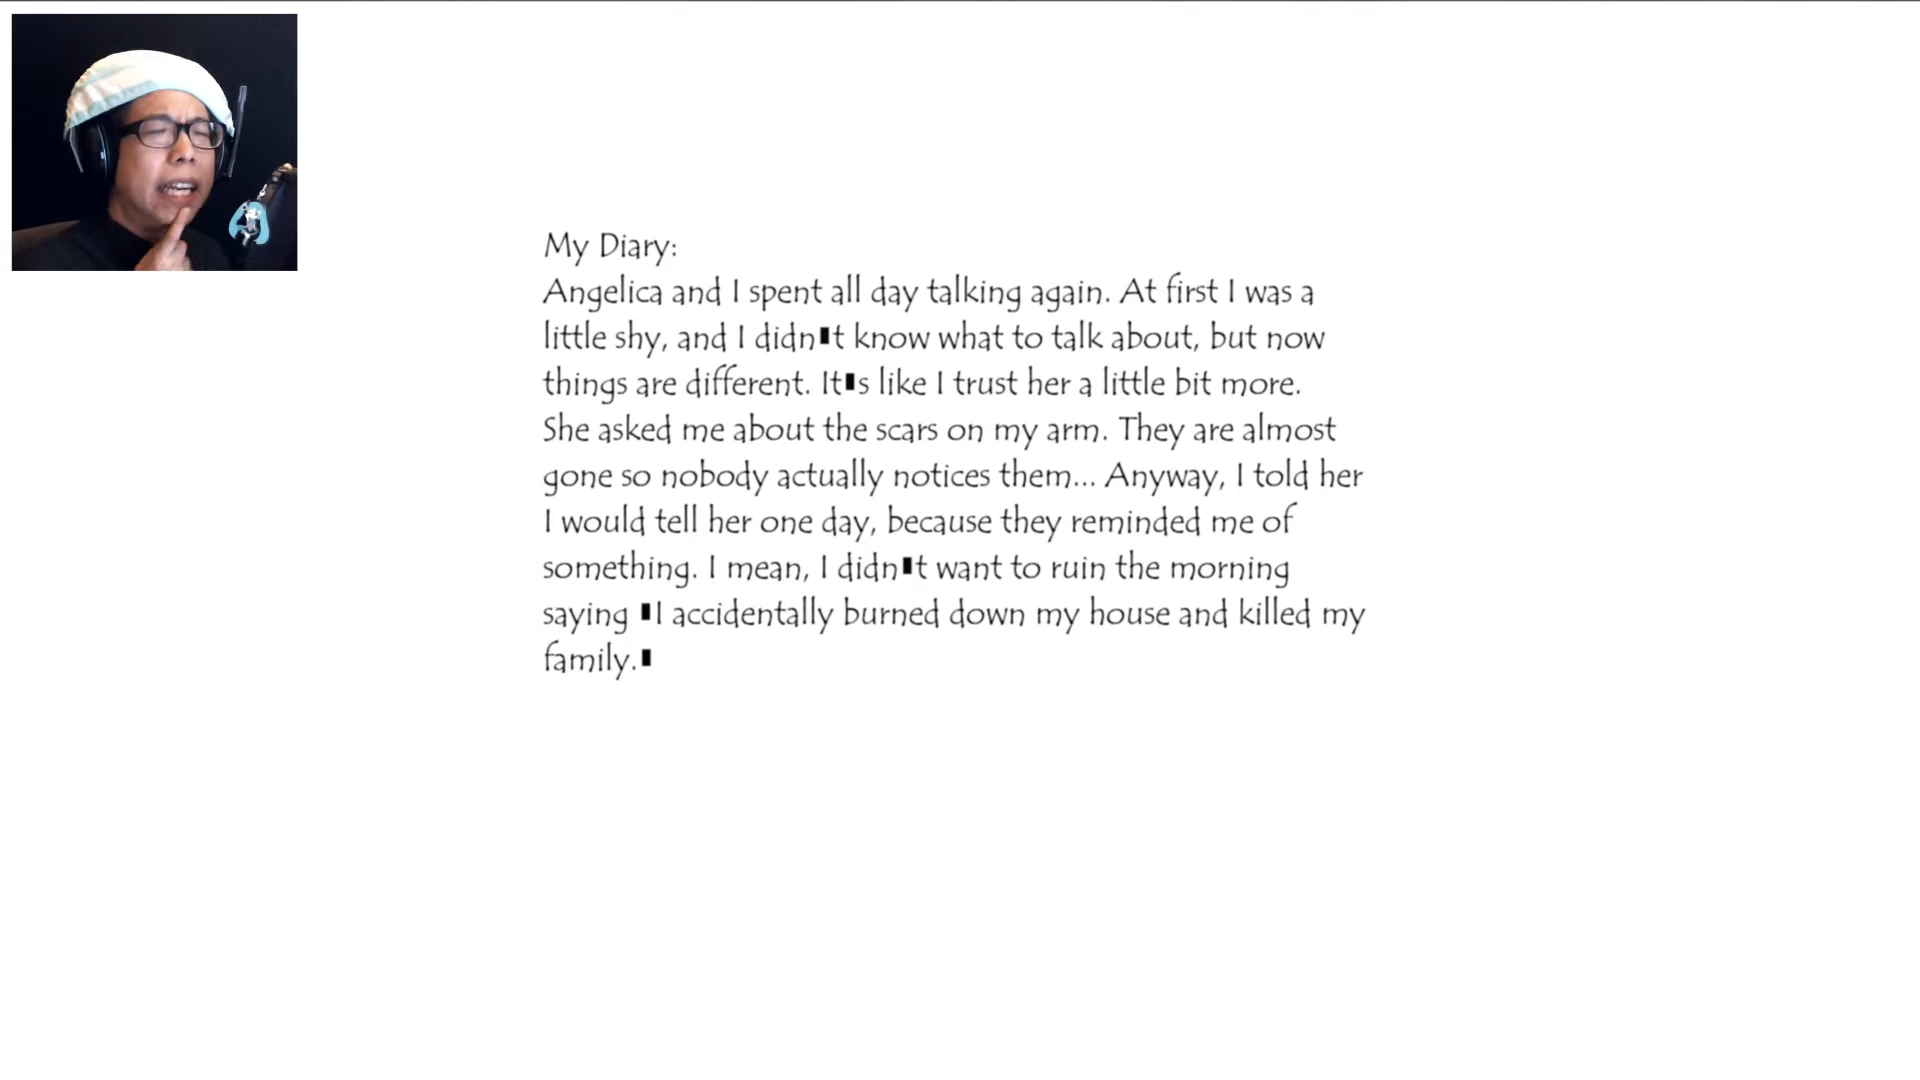 My Diary:
Angelica and I spent all day talking again. At first I was a
little shy, and I didn▮t know what to talk about, but now
things are different. It▮s like I trust her a little bit more.
She asked me about the scars on my arm. They are almost
gone so nobody actually notices them... Anyway, I told her
I would tell her one day, because they reminded me of
something. I mean, I didn▮t want to ruin the morning
saying ▮I accidentally burned down my house and killed my
family.▮